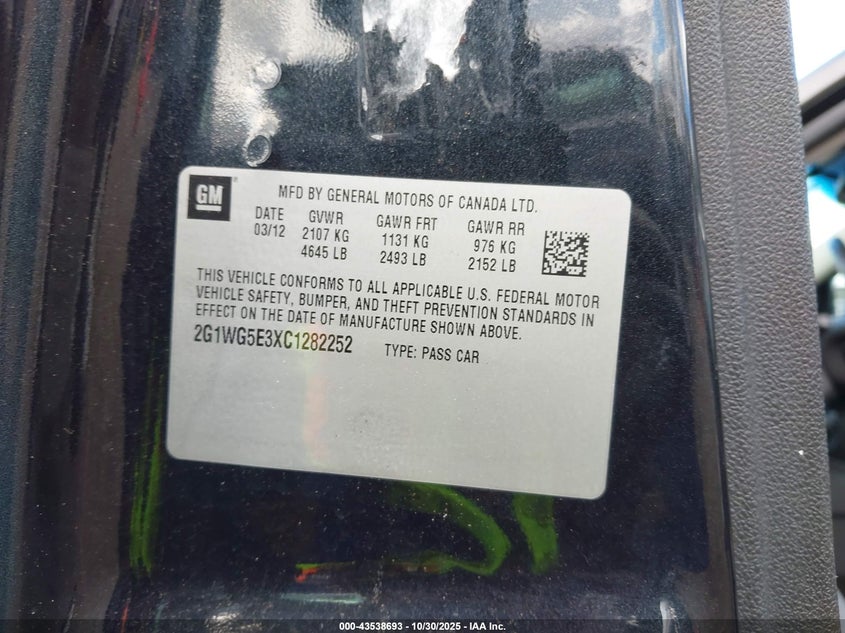 GM
MFD BY GENERAL MOTORS OF CANADA LTD.
DATE GVWR GAWR FRT GAWR RR
03/12 2107 KG 1131 KG 976 KG
4645 LB 2493 LB 2152 LB
THIS VEHICLE CONFORMS TO ALL APPLICABLE U.S. FEDERAL MOTOR
VEHICLE SAFETY, BUMPER, AND THEFT PREVENTION STANDARDS IN
EFFECT ON THE DATE OF MANUFACTURE SHOWN ABOVE.
2G1WG5E3XC1282252 TYPE: PASS CAR
000-43538693 - 10/30/2025 - IAA Inc.